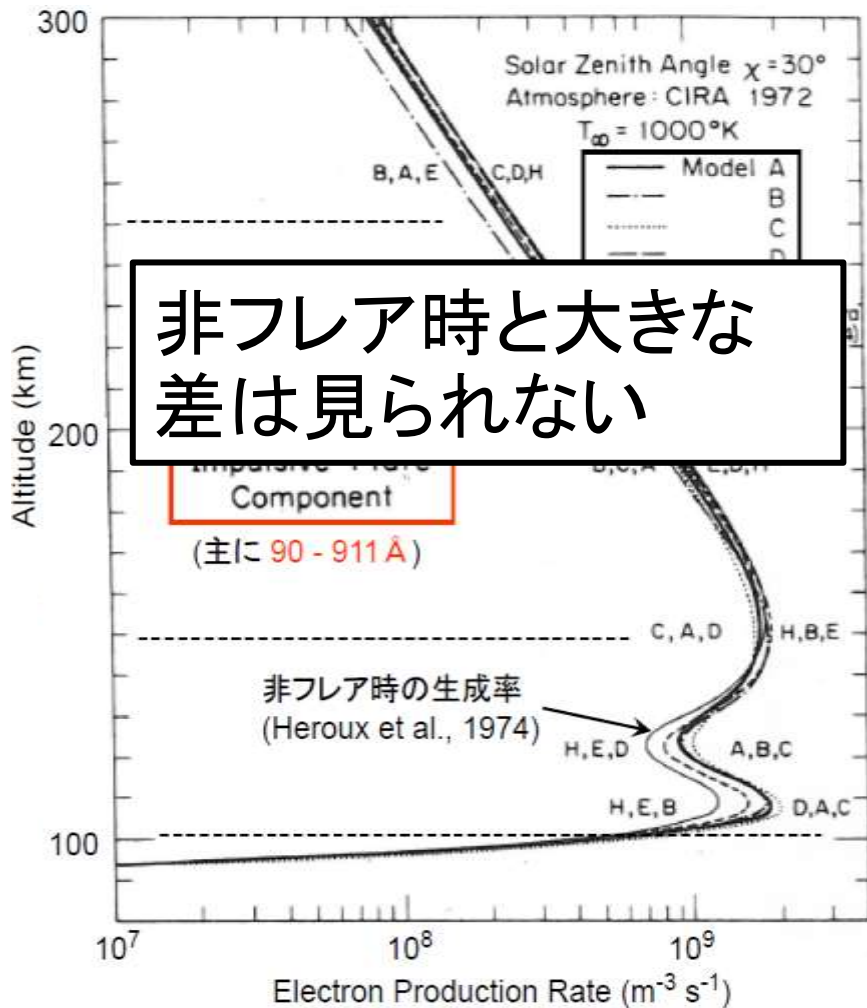 300
Solar Zenith Angle χ = 30°
Atmosphere: CIRA 1972
T∞ = 1000°K
B, A, E
C, D, H
Model A
B
C
D
非フレア時と大きな
差は見られない
Altitude (km)
200
Component
(主に 90 - 911 Å)
C, A, D
H, B, E
非フレア時の生成率
(Heroux et al., 1974)
H, E, D
A, B, C
H, E, B
D, A, C
100
10⁷
10⁸
10⁹
Electron Production Rate (m⁻³ s⁻¹)